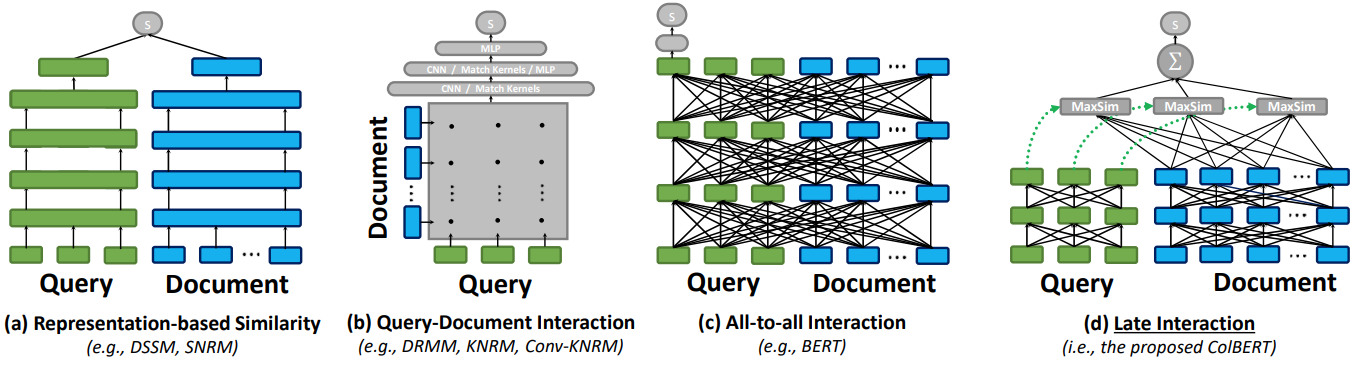 S
Query
Document
(a) Representation-based Similarity
(e.g., DSSM, SNRM)
S
MLP
CNN / Match Kernels / MLP
CNN / Match Kernels
Document
Query
(b) Query-Document Interaction
(e.g., DRMM, KNRM, Conv-KNRM)
S
Query
Document
(c) All-to-all Interaction
(e.g., BERT)
S
Σ
MaxSim
MaxSim
MaxSim
Query
Document
(d) Late Interaction
(i.e., the proposed ColBERT)